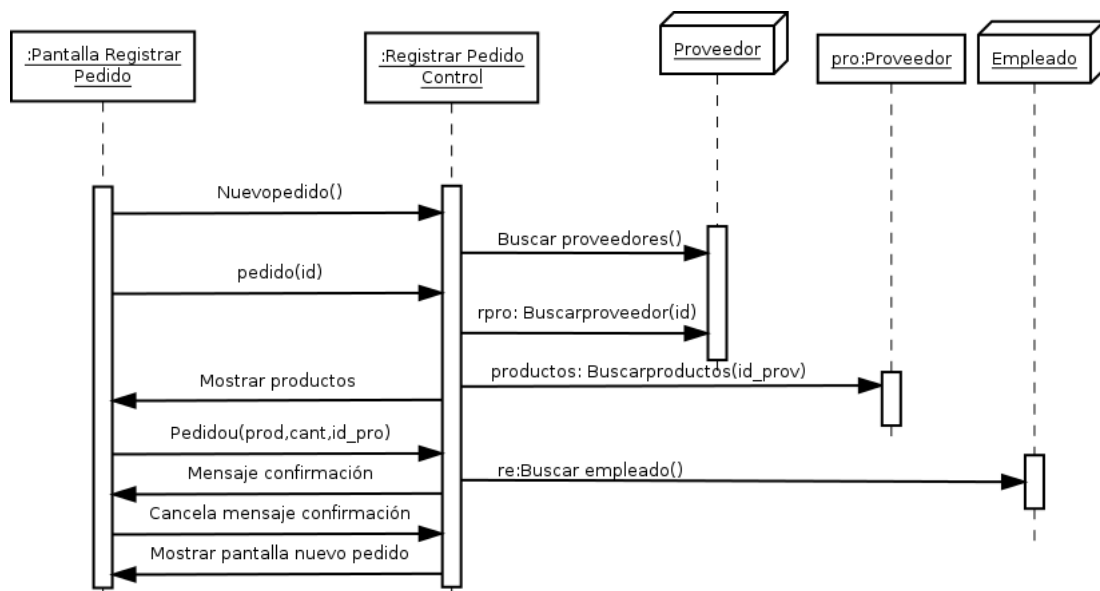 :Pantalla Registrar
Pedido
:Registrar Pedido
Control
Proveedor
pro:Proveedor
Empleado
Nuevopedido()
Buscar proveedores()
pedido(id)
rpro: Buscarproveedor(id)
productos: Buscarproductos(id_prov)
Mostrar productos
Pedidou(prod,cant,id_pro)
re:Buscar empleado()
Mensaje confirmación
Cancela mensaje confirmación
Mostrar pantalla nuevo pedido